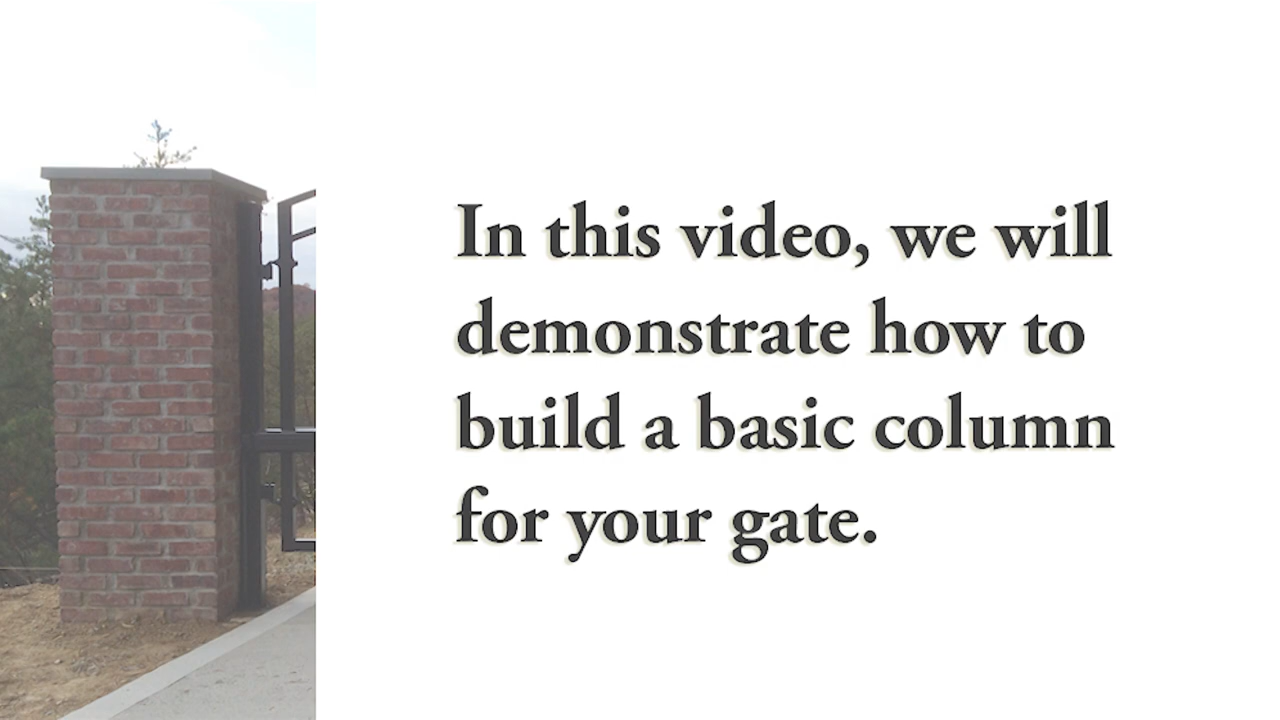 In this video, we will
demonstrate how to
build a basic column
for your gate.